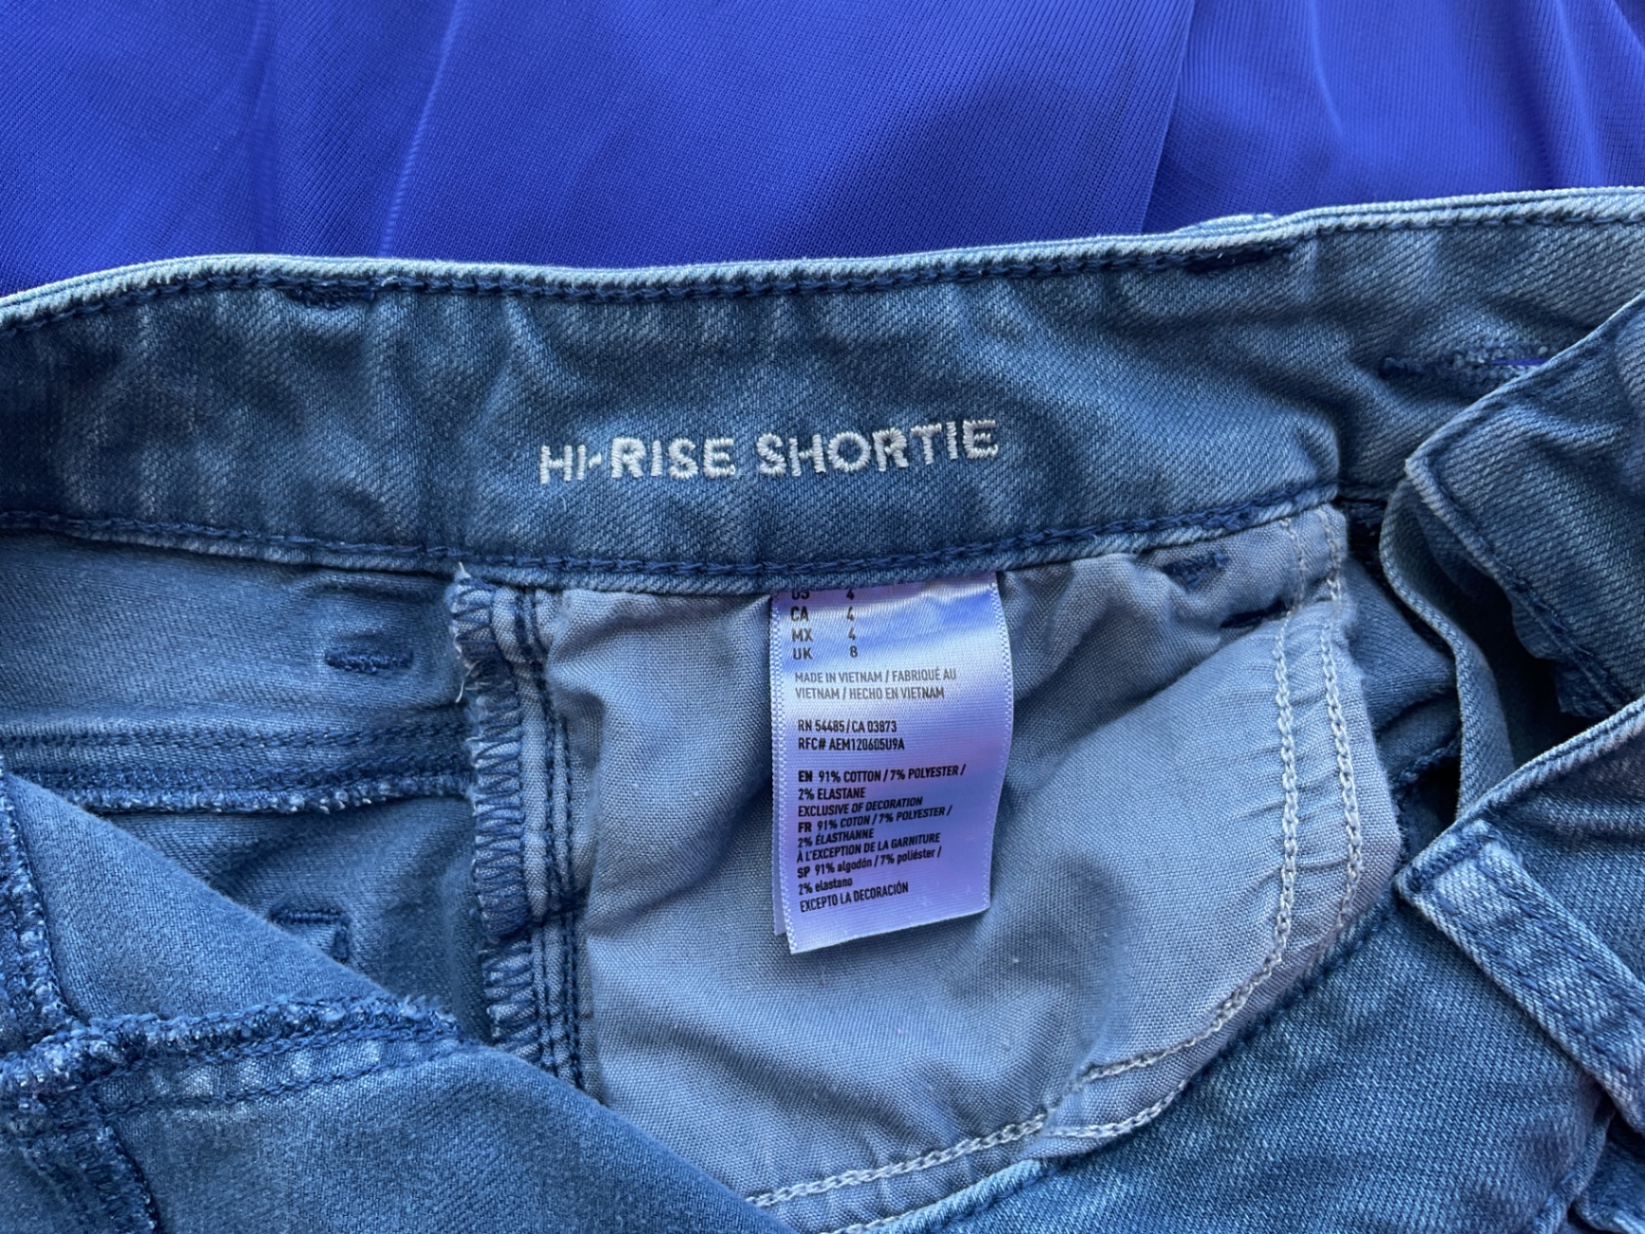 HI-RISE SHORTIE
US 4
CA 4
MX 4
UK 8
MADE IN VIETNAM / FABRIQUÉ AU
VIETNAM / HECHO EN VIETNAM
RN 54485 / CA 03873
RFC# AEM120605U9A
EN 91% COTTON / 7% POLYESTER /
2% ELASTANE
EXCLUSIVE OF DECORATION
FR 91% COTON / 7% POLYESTER /
2% ÉLASTHANNE
À L'EXCEPTION DE LA GARNITURE
SP 91% algodón / 7% poliéster /
2% elastano
EXCEPTO LA DECORACIÓN